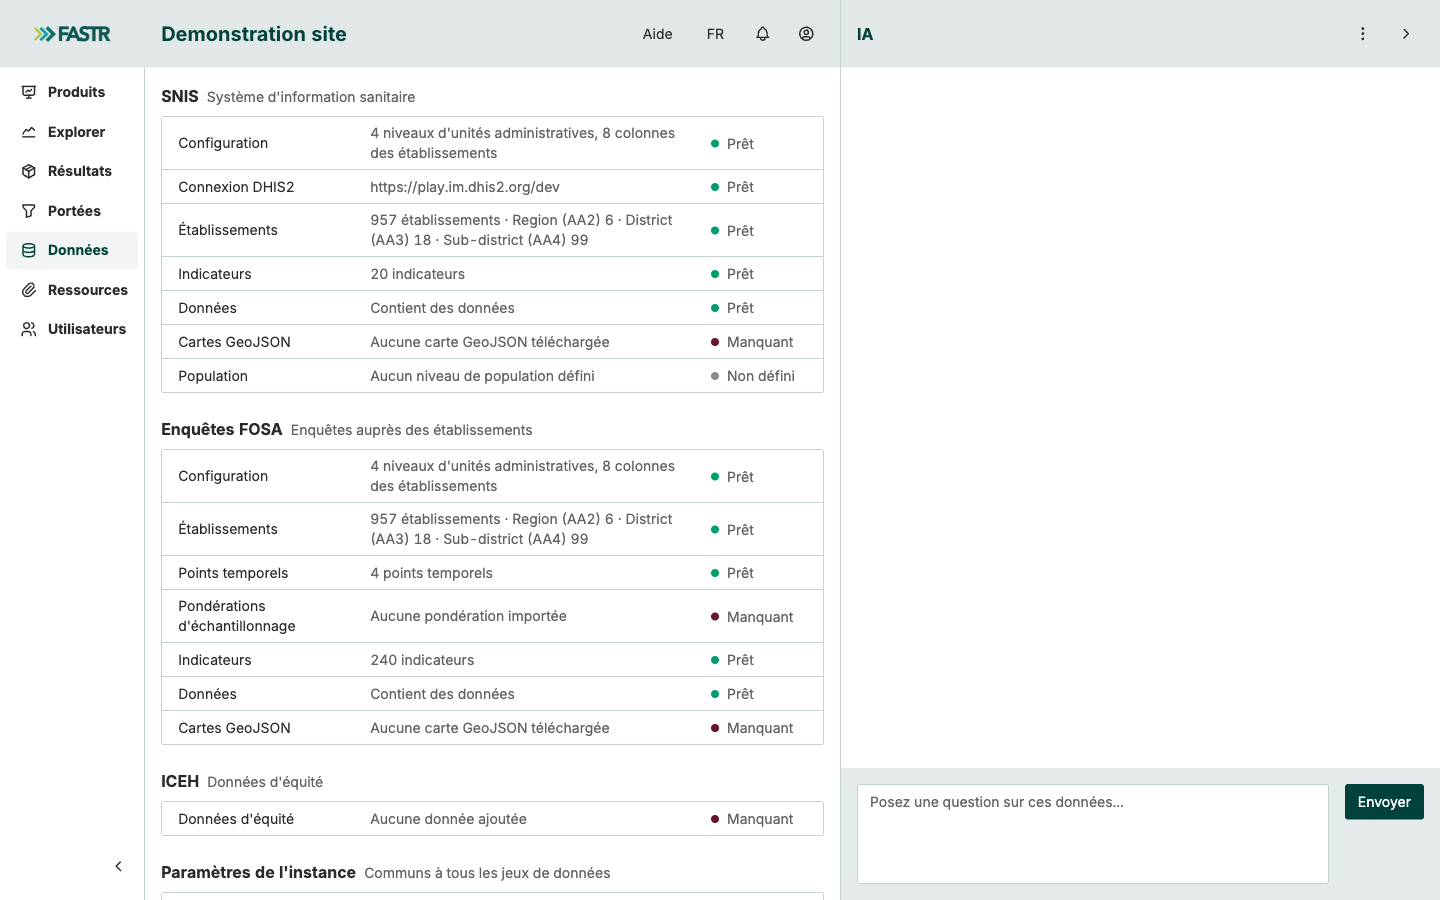 FASTR
Demonstration site
Aide
FR
IA
Produits
Explorer
Résultats
Portées
Données
Ressources
Utilisateurs
SNIS Système d'information sanitaire
Configuration
4 niveaux d'unités administratives, 8 colonnes
des établissements
Prêt
Connexion DHIS2
https://play.im.dhis2.org/dev
Prêt
Établissements
957 établissements · Region (AA2) 6 · District
(AA3) 18 · Sub-district (AA4) 99
Prêt
Indicateurs
20 indicateurs
Prêt
Données
Contient des données
Prêt
Cartes GeoJSON
Aucune carte GeoJSON téléchargée
Manquant
Population
Aucun niveau de population défini
Non défini
Enquêtes FOSA Enquêtes auprès des établissements
Configuration
4 niveaux d'unités administratives, 8 colonnes
des établissements
Prêt
Établissements
957 établissements · Region (AA2) 6 · District
(AA3) 18 · Sub-district (AA4) 99
Prêt
Points temporels
4 points temporels
Prêt
Pondérations
d'échantillonnage
Aucune pondération importée
Manquant
Indicateurs
240 indicateurs
Prêt
Données
Contient des données
Prêt
Cartes GeoJSON
Aucune carte GeoJSON téléchargée
Manquant
ICEH Données d'équité
Données d'équité
Aucune donnée ajoutée
Manquant
Paramètres de l'instance Communs à tous les jeux de données
Posez une question sur ces données...
Envoyer